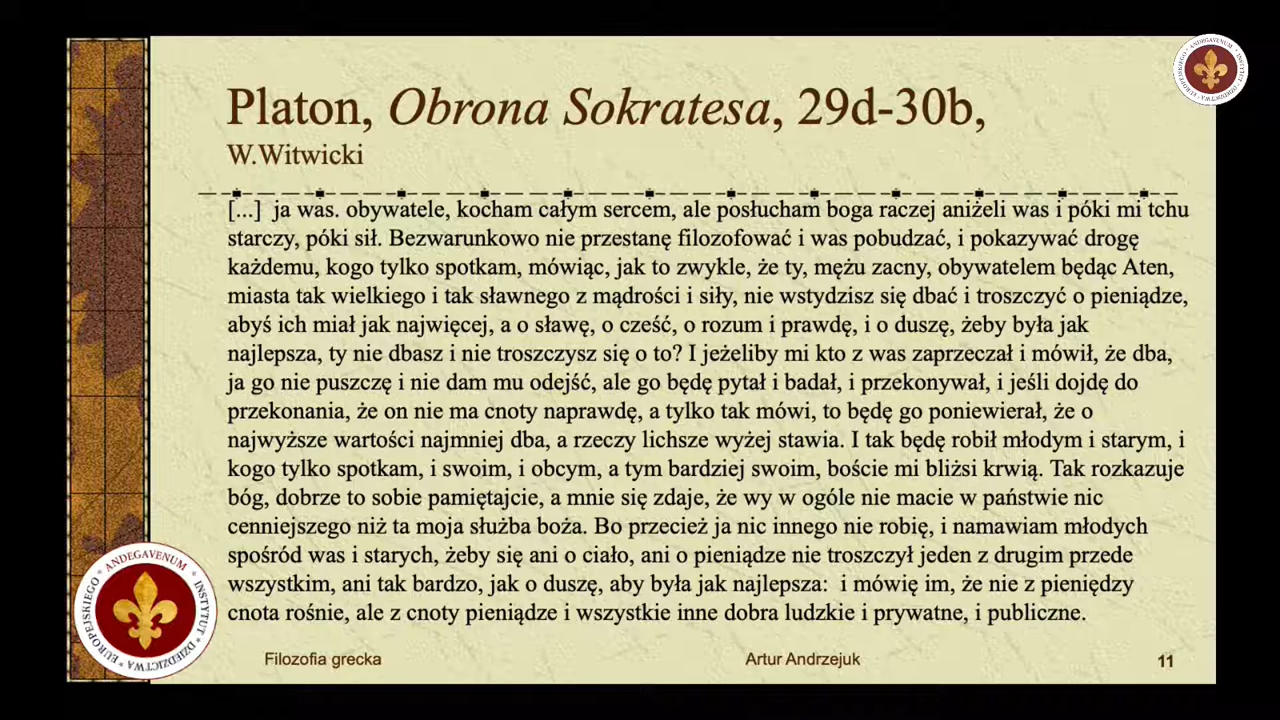 Platon, Obrona Sokratesa, 29d-30b,
W.Witwicki
[...] ja was. obywatele, kocham całym sercem, ale posłucham boga raczej aniżeli was i póki mi tchu
starczy, póki sił. Bezwarunkowo nie przestanę filozofować i was pobudzać, i pokazywać drogę
każdemu, kogo tylko spotkam, mówiąc, jak to zwykle, że ty, mężu zacny, obywatelem będąc Aten,
miasta tak wielkiego i tak sławnego z mądrości i siły, nie wstydzisz się dbać i troszczyć o pieniądze,
abyś ich miał jak najwięcej, a o sławę, o cześć, o rozum i prawdę, i o duszę, żeby była jak
najlepsza, ty nie dbasz i nie troszczysz się o to? I jeżeliby mi kto z was zaprzeczał i mówił, że dba,
ja go nie puszczę i nie dam mu odejść, ale go będę pytał i badał, i przekonywał, i jeśli dojdę do
przekonania, że on nie ma cnoty naprawdę, a tylko tak mówi, to będę go poniewierał, że o
najwyższe wartości najmniej dba, a rzeczy lichsze wyżej stawia. I tak będę robił młodym i starym, i
kogo tylko spotkam, i swoim, i obcym, a tym bardziej swoim, boście mi bliżsi krwią. Tak rozkazuje
bóg, dobrze to sobie pamiętajcie, a mnie się zdaje, że wy w ogóle nie macie w państwie nic
cenniejszego niż ta moja służba boża. Bo przecież ja nic innego nie robię, i namawiam młodych
spośród was i starych, żeby się ani o ciało, ani o pieniądze nie troszczył jeden z drugim przede
wszystkim, ani tak bardzo, jak o duszę, aby była jak najlepsza: i mówię im, że nie z pieniędzy
cnota rośnie, ale z cnoty pieniądze i wszystkie inne dobra ludzkie i prywatne, i publiczne.
Filozofia grecka
Artur Andrzejuk
11
ANDEGAVENUM INSTYTUT DZIEDZICTWA EUROPEJSKIEGO
ANDEGAVENUM INSTYTUT DZIEDZICTWA EUROPEJSKIEGO